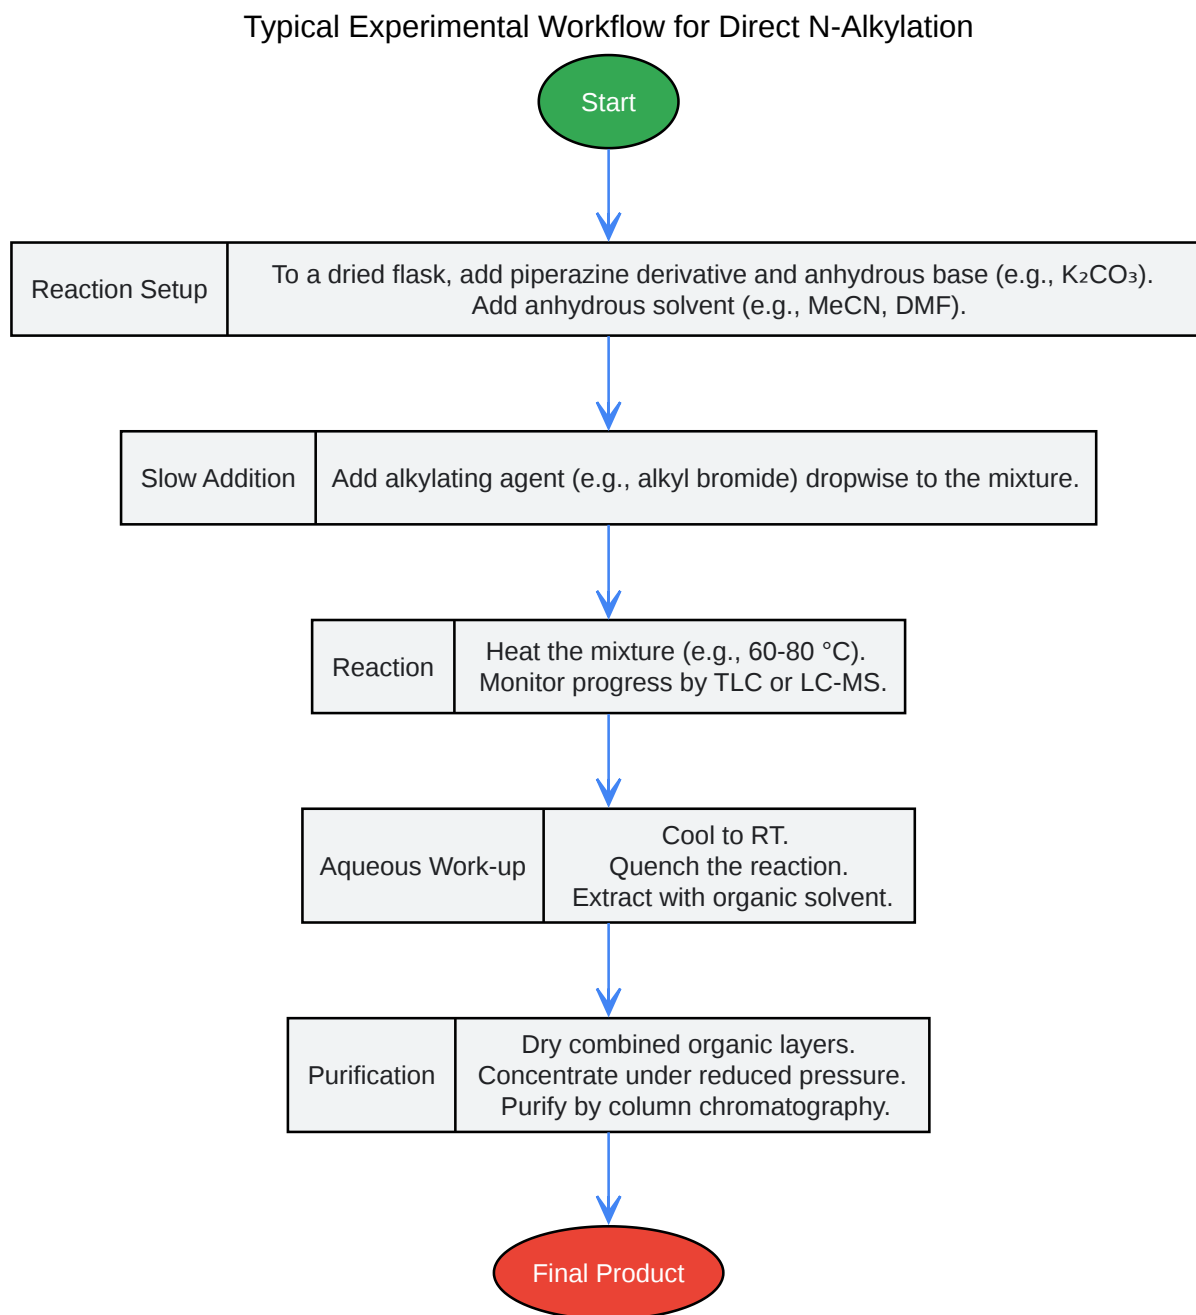 Typical Experimental Workflow for Direct N-Alkylation
Start
Reaction Setup
To a dried flask, add piperazine derivative and anhydrous base (e.g., K₂CO₃).
Add anhydrous solvent (e.g., MeCN, DMF).
Slow Addition
Add alkylating agent (e.g., alkyl bromide) dropwise to the mixture.
Reaction
Heat the mixture (e.g., 60-80 °C).
Monitor progress by TLC or LC-MS.
Aqueous Work-up
Cool to RT.
Quench the reaction.
Extract with organic solvent.
Purification
Dry combined organic layers.
Concentrate under reduced pressure.
Purify by column chromatography.
Final Product